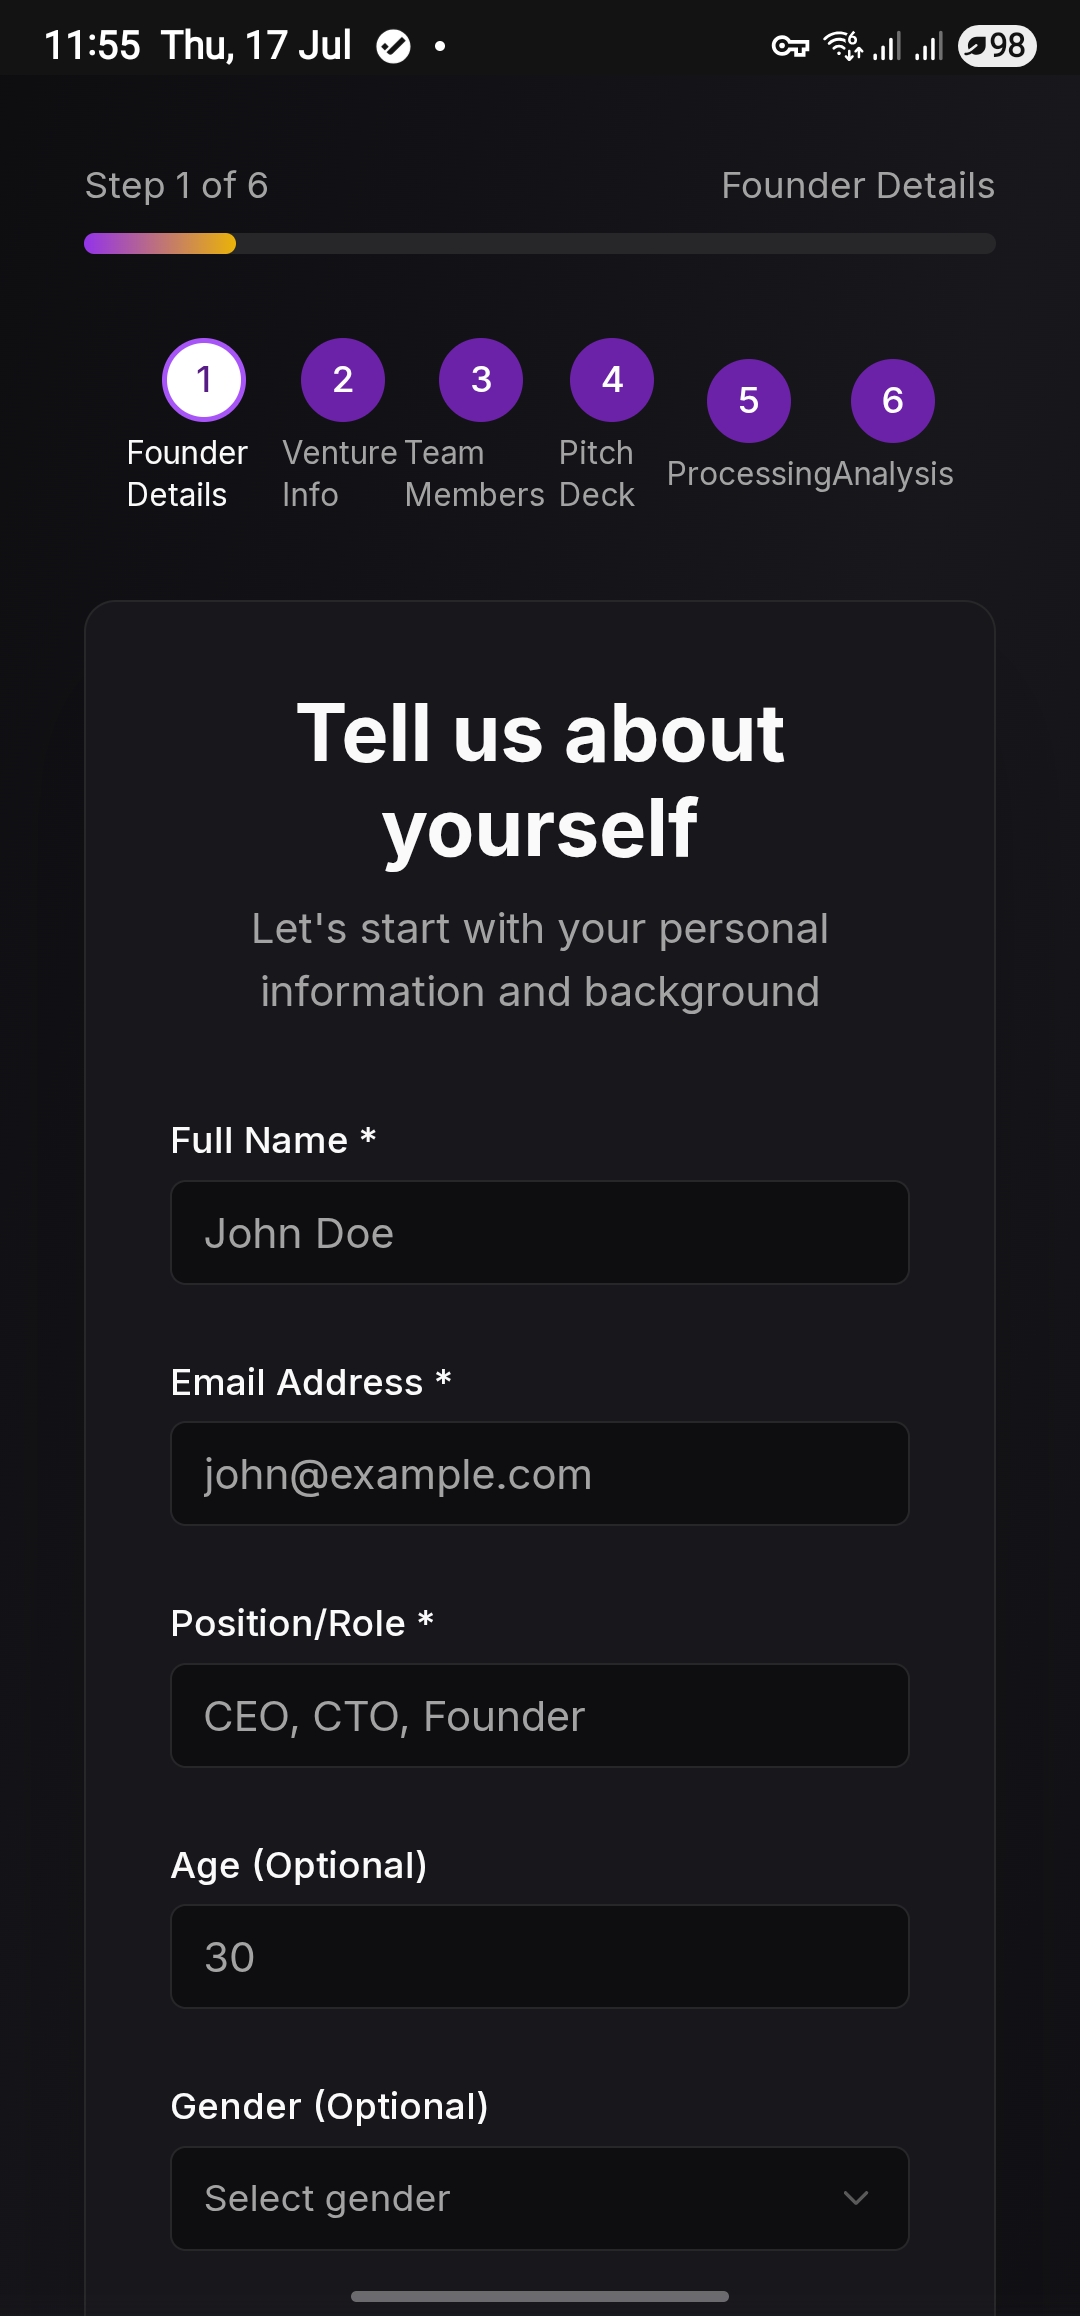 11:55 Thu, 17 Jul
98
Step 1 of 6
Founder Details
1
2
3
4
5
6
Founder
Details
Venture
Info
Team
Members
Pitch
Deck
Processing
Analysis
Tell us about
yourself
Let's start with your personal
information and background
Full Name *
John Doe
Email Address *
john@example.com
Position/Role *
CEO, CTO, Founder
Age (Optional)
30
Gender (Optional)
Select gender